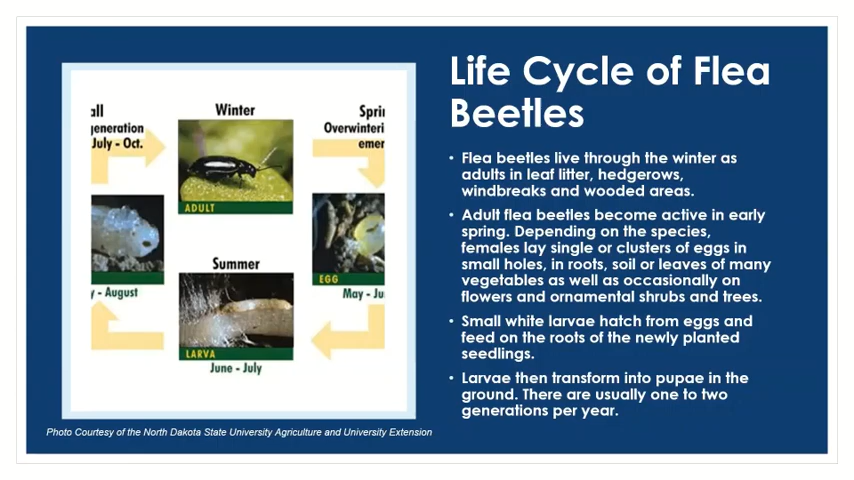 Life Cycle of Flea
Beetles
• Flea beetles live through the winter as
adults in leaf litter, hedgerows,
windbreaks and wooded areas.
• Adult flea beetles become active in early
spring. Depending on the species,
females lay single or clusters of eggs in
small holes, in roots, soil or leaves of many
vegetables as well as occasionally on
flowers and ornamental shrubs and trees.
• Small white larvae hatch from eggs and
feed on the roots of the newly planted
seedlings.
• Larvae then transform into pupae in the
ground. There are usually one to two
generations per year.
all
generation
July - Oct.
Winter
ADULT
Sprin
Overwinteri
emer
EGG
May - Ju
Summer
LARVA
June - July
y - August
Photo Courtesy of the North Dakota State University Agriculture and University Extension